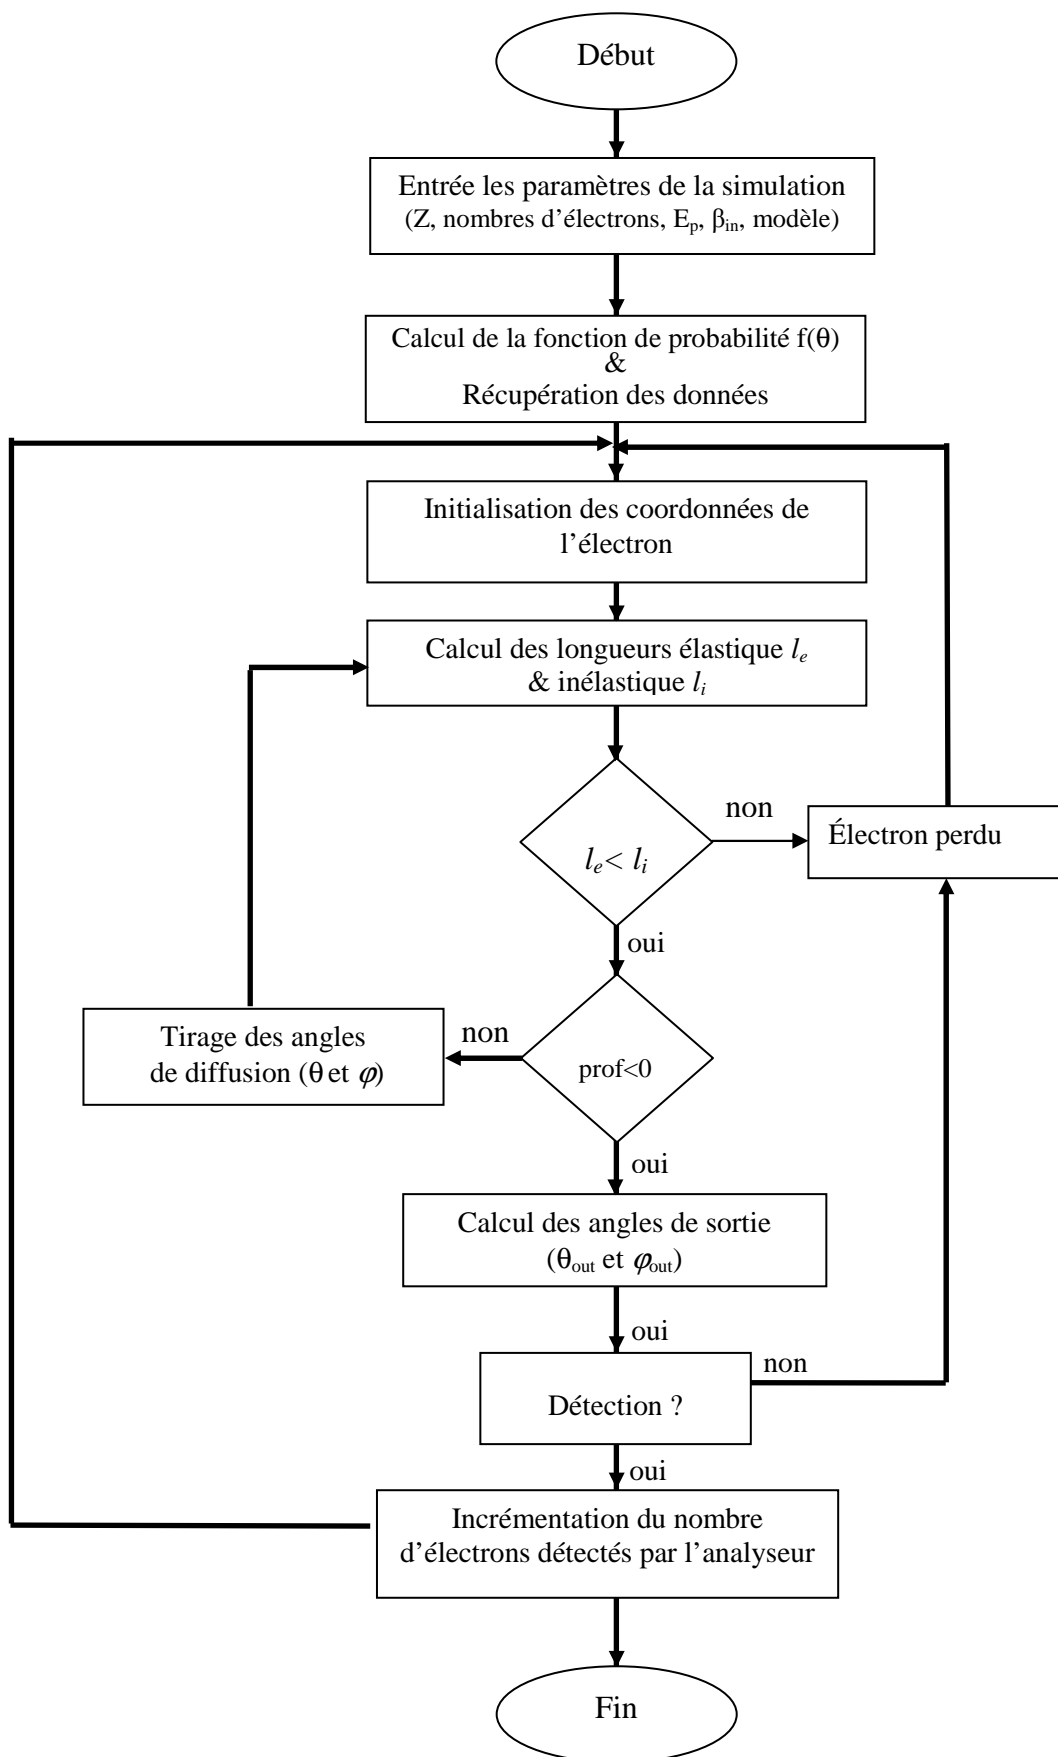 Début
Entrée les paramètres de la simulation
(Z, nombres d’électrons, Ep, βin, modèle)
Calcul de la fonction de probabilité f(θ)
&
Récupération des données
Initialisation des coordonnées de
l’électron
Calcul des longueurs élastique le
& inélastique li
le< li
non
Électron perdu
oui
prof<0
non
Tirage des angles
de diffusion (θ et φ)
oui
Calcul des angles de sortie
(θout et φout)
oui
Détection ?
non
oui
Incrémentation du nombre
d’électrons détectés par l’analyseur
Fin